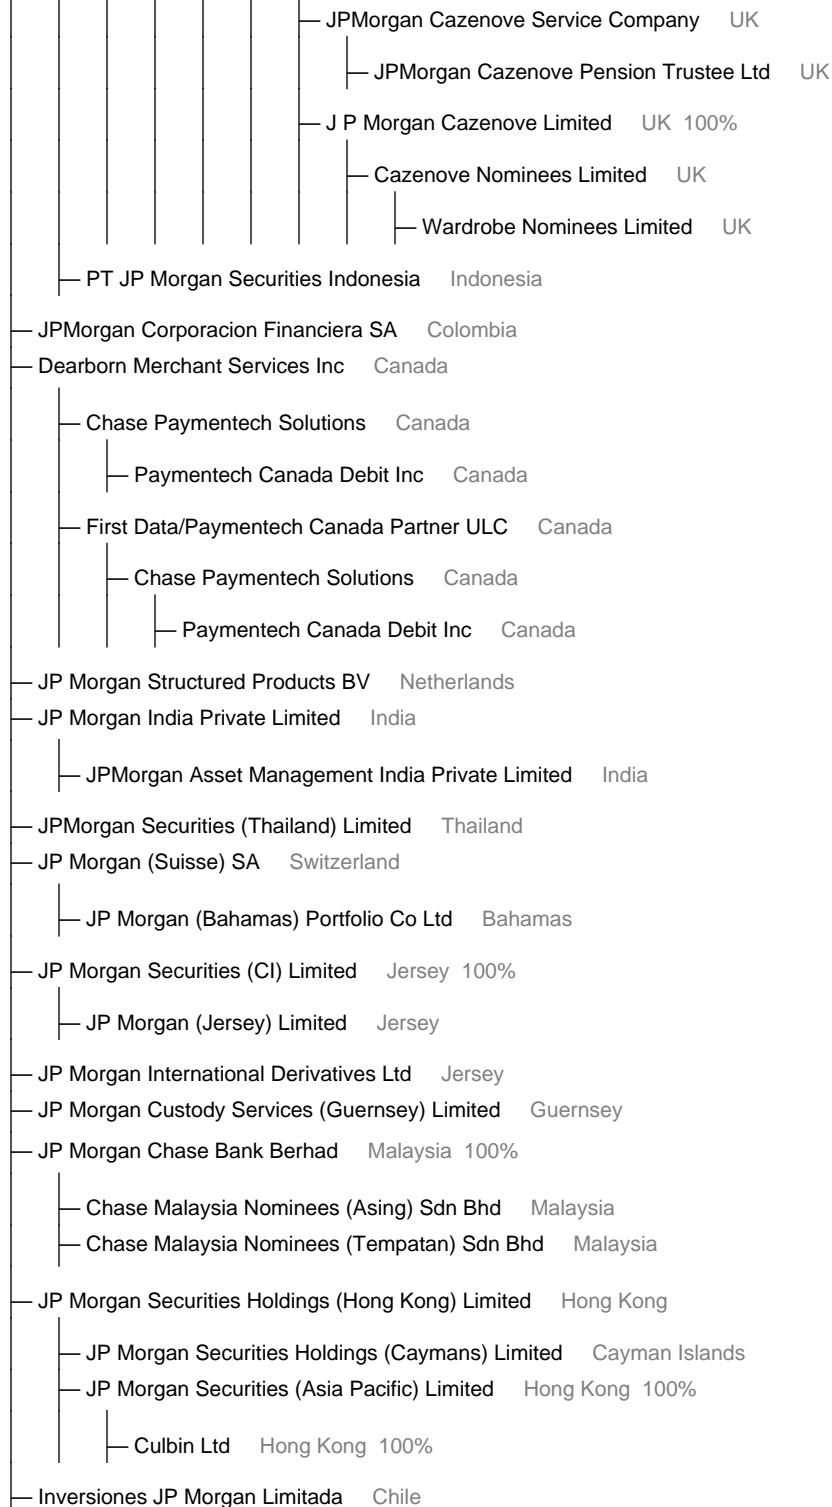 JPMorgan Cazenove Service Company UK
JPMorgan Cazenove Pension Trustee Ltd UK
J P Morgan Cazenove Limited UK 100%
Cazenove Nominees Limited UK
Wardrobe Nominees Limited UK
PT JP Morgan Securities Indonesia Indonesia
JPMorgan Corporacion Financiera SA Colombia
Dearborn Merchant Services Inc Canada
Chase Paymentech Solutions Canada
Paymentech Canada Debit Inc Canada
First Data/Paymentech Canada Partner ULC Canada
Chase Paymentech Solutions Canada
Paymentech Canada Debit Inc Canada
JP Morgan Structured Products BV Netherlands
JP Morgan India Private Limited India
JPMorgan Asset Management India Private Limited India
JPMorgan Securities (Thailand) Limited Thailand
JP Morgan (Suisse) SA Switzerland
JP Morgan (Bahamas) Portfolio Co Ltd Bahamas
JP Morgan Securities (CI) Limited Jersey 100%
JP Morgan (Jersey) Limited Jersey
JP Morgan International Derivatives Ltd Jersey
JP Morgan Custody Services (Guernsey) Limited Guernsey
JP Morgan Chase Bank Berhad Malaysia 100%
Chase Malaysia Nominees (Asing) Sdn Bhd Malaysia
Chase Malaysia Nominees (Tempatan) Sdn Bhd Malaysia
JP Morgan Securities Holdings (Hong Kong) Limited Hong Kong
JP Morgan Securities Holdings (Caymans) Limited Cayman Islands
JP Morgan Securities (Asia Pacific) Limited Hong Kong 100%
Culbin Ltd Hong Kong 100%
Inversiones JP Morgan Limitada Chile